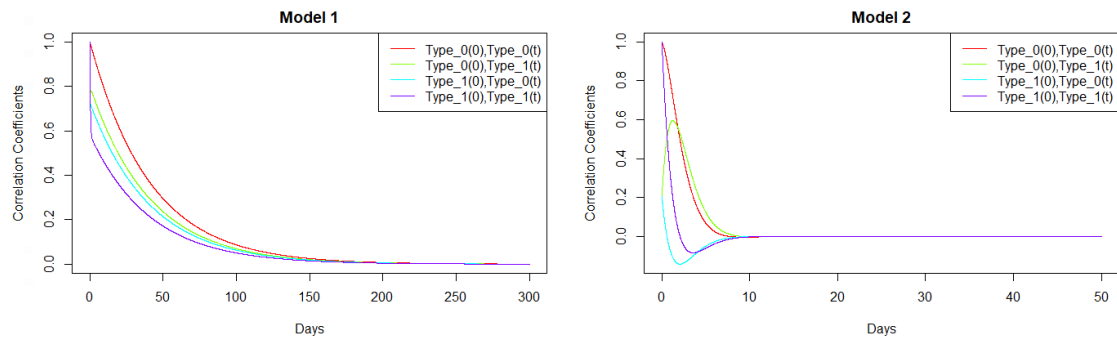 Model 1
Correlation Coefficients
1.0
0.8
0.6
0.4
0.2
0.0
Type_0(0),Type_0(t)
Type_0(0),Type_1(t)
Type_1(0),Type_0(t)
Type_1(0),Type_1(t)
0 50 100 150 200 250 300
Days
Model 2
Correlation Coefficients
1.0
0.8
0.6
0.4
0.2
0.0
Type_0(0),Type_0(t)
Type_0(0),Type_1(t)
Type_1(0),Type_0(t)
Type_1(0),Type_1(t)
0 10 20 30 40 50
Days